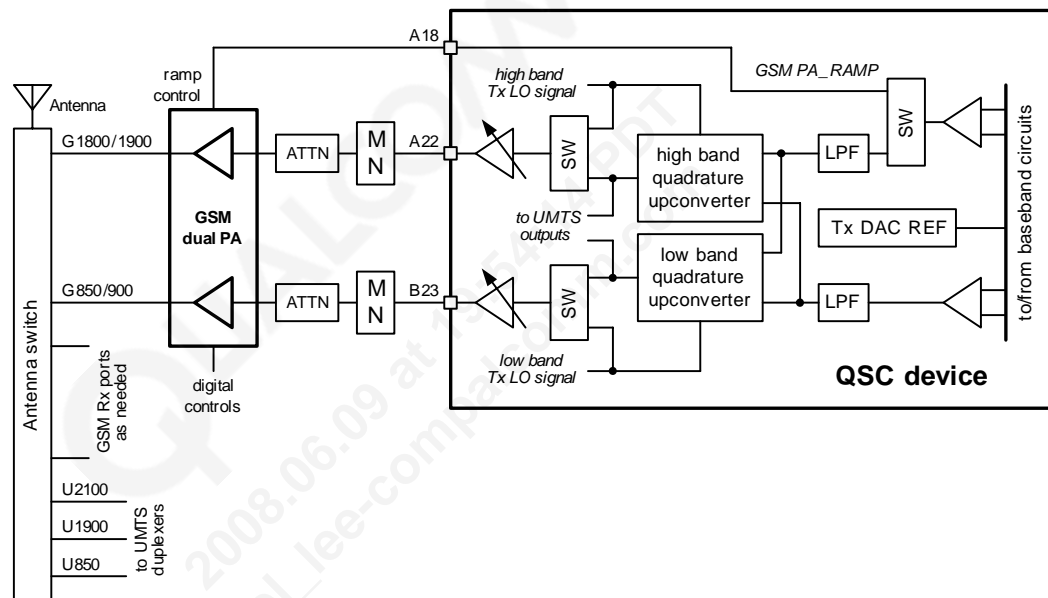 A18
ramp
control
high band
Tx LO signal
GSM PA_RAMP
Antenna
G1800/1900
ATTN
M
N
A22
SW
high band
quadrature
upconverter
LPF
SW
GSM
dual PA
to UMTS
outputs
Tx DAC REF
to/from baseband circuits
G850/900
ATTN
M
N
B23
SW
low band
quadrature
upconverter
LPF
low band
Tx LO signal
QSC device
digital
controls
Antenna switch
GSM Rx ports
as needed
U2100
U1900
U850
to UMTS
duplexers